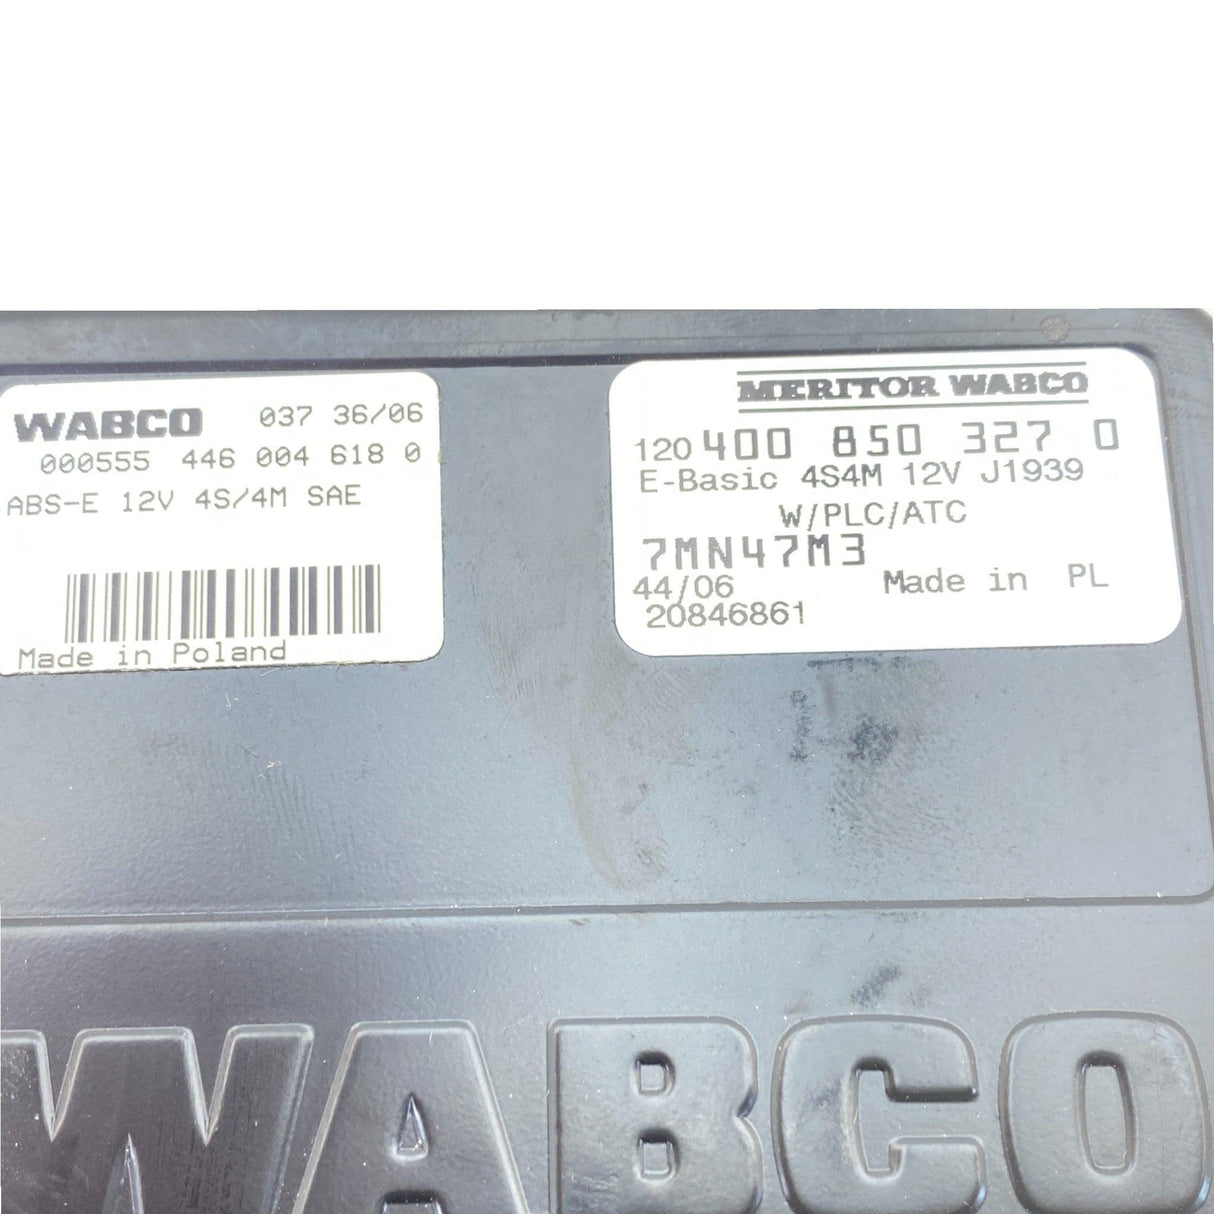 WABCO 037 36/06
000555 446 004 618 0
ABS-E 12V 4S/4M SAE
Made in Poland
MERITOR WABCO
120 400 850 327 0
E-Basic 4S4M 12V J1939
W/PLC/ATC
7MN47M3
44/06 Made in PL
20846861
WABCO